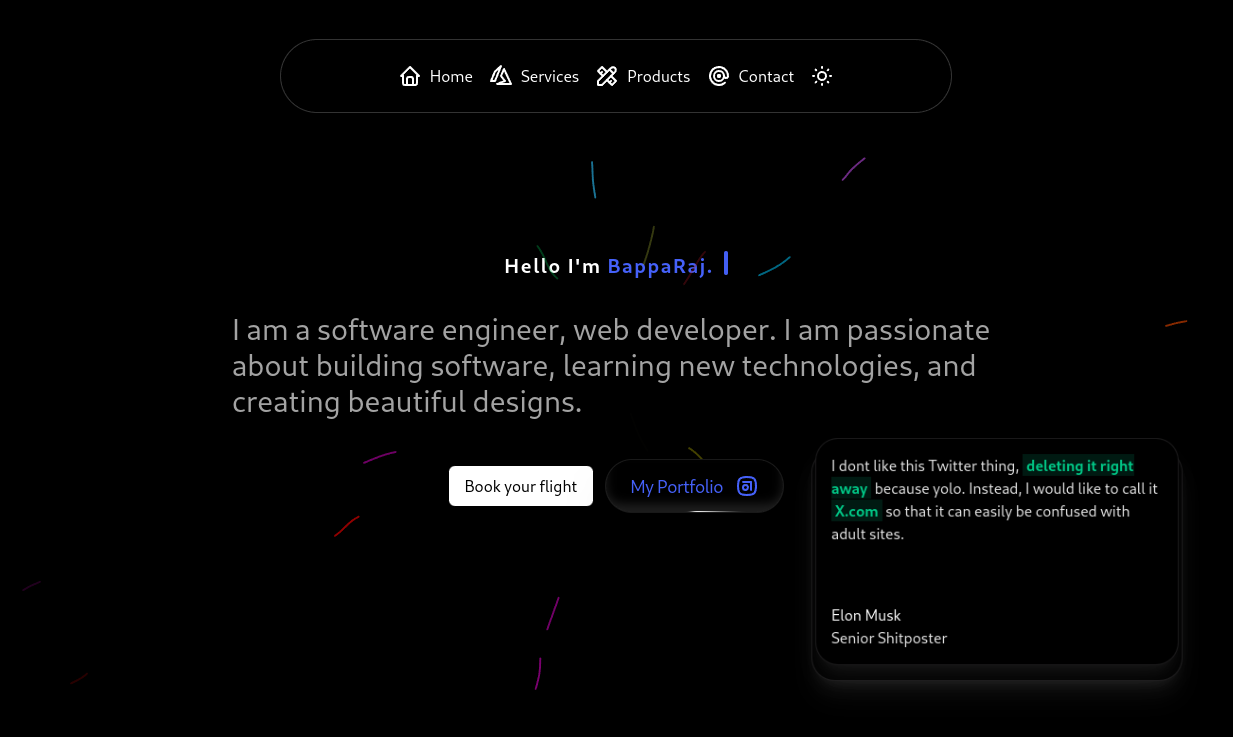 Home Services Products Contact
Hello I'm BappaRaj.
I am a software engineer, web developer. I am passionate
about building software, learning new technologies, and
creating beautiful designs.
Book your flight
My Portfolio
I dont like this Twitter thing, deleting it right
away because yolo. Instead, I would like to call it
X.com so that it can easily be confused with
adult sites.
Elon Musk
Senior Shitposter